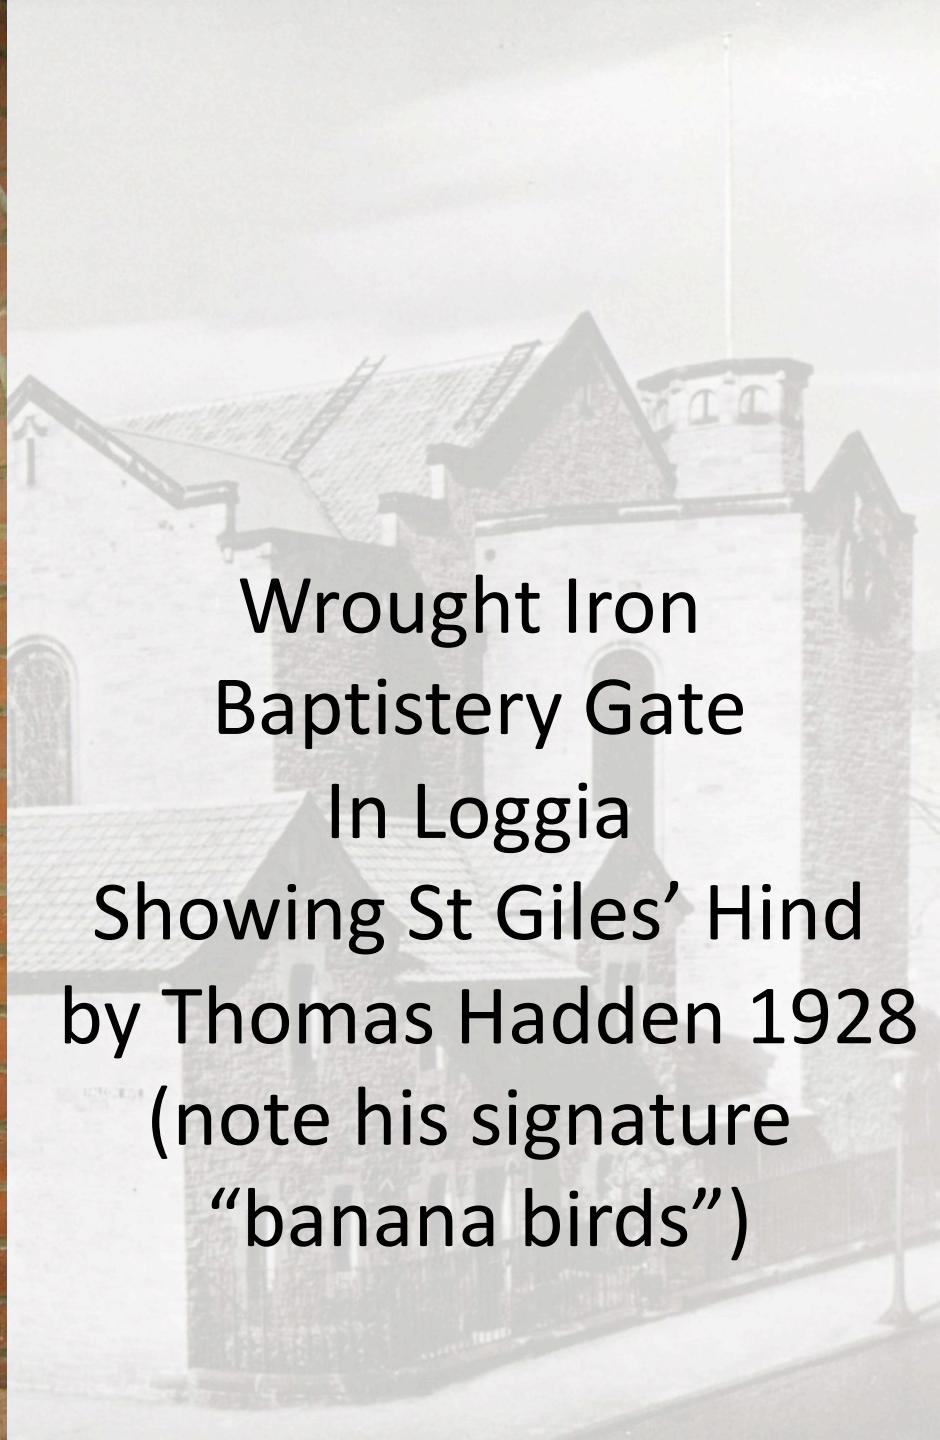 Wrought Iron
Baptistery Gate
In Loggia
Showing St Giles’ Hind
by Thomas Hadden 1928
(note his signature
“banana birds”)